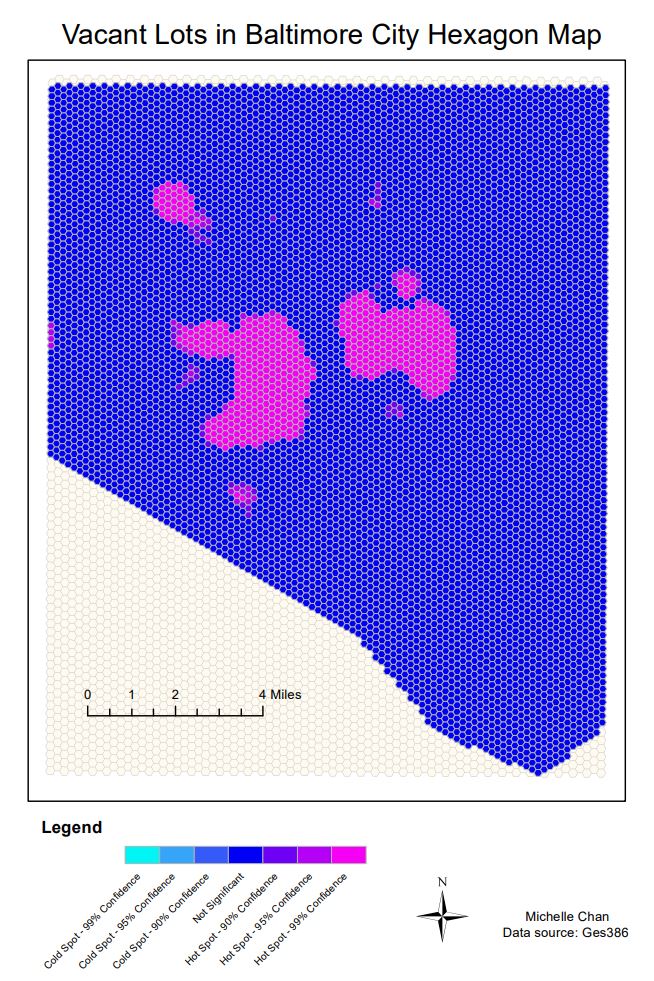 Vacant Lots in Baltimore City Hexagon Map
0 1 2 4 Miles
Legend
Cold Spot - 99% Confidence
Cold Spot - 95% Confidence
Cold Spot - 90% Confidence
Not Significant
Hot Spot - 90% Confidence
Hot Spot - 95% Confidence
Hot Spot - 99% Confidence
N
Michelle Chan
Data source: Ges386